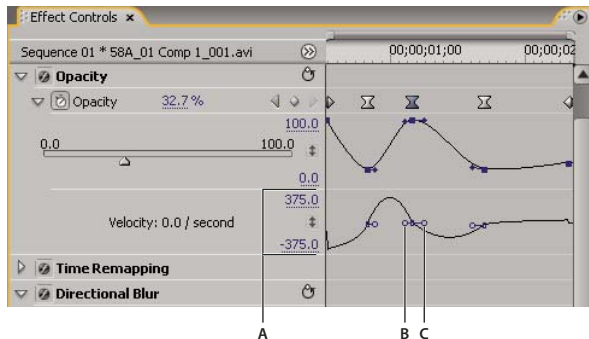 Effect Controls ×
Sequence 01 * 58A_01 Comp 1_001.avi
00;00;01;00 00;00;02
Opacity
Opacity 32.7 %
100.0
0.0 100.0
0.0
375.0
Velocity: 0.0 / second
-375.0
Time Remapping
Directional Blur
A B C